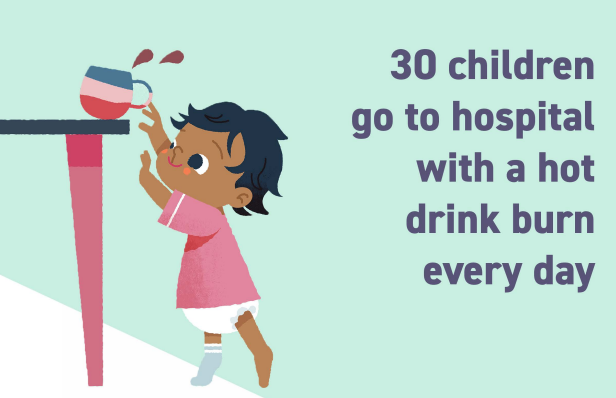 30 children
go to hospital
with a hot
drink burn
every day